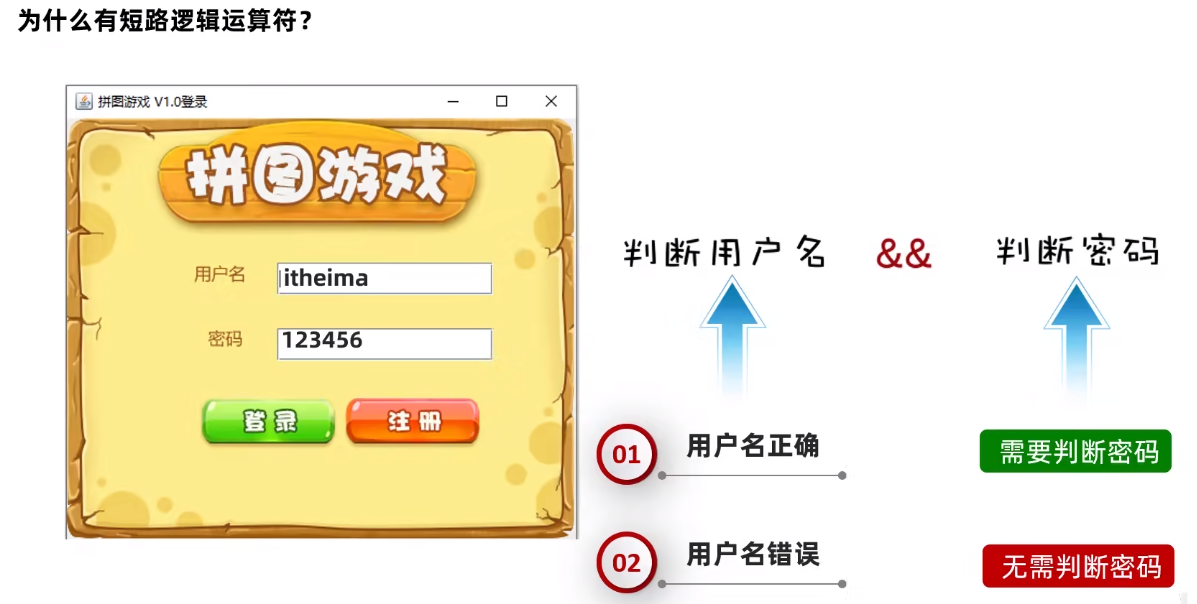 为什么有短路逻辑运算符？
拼图游戏 V1.0登录
拼图游戏
用户名
itheima
密码
123456
登录
注册
判断用户名 && 判断密码
01 用户名正确 需要判断密码
02 用户名错误 无需判断密码